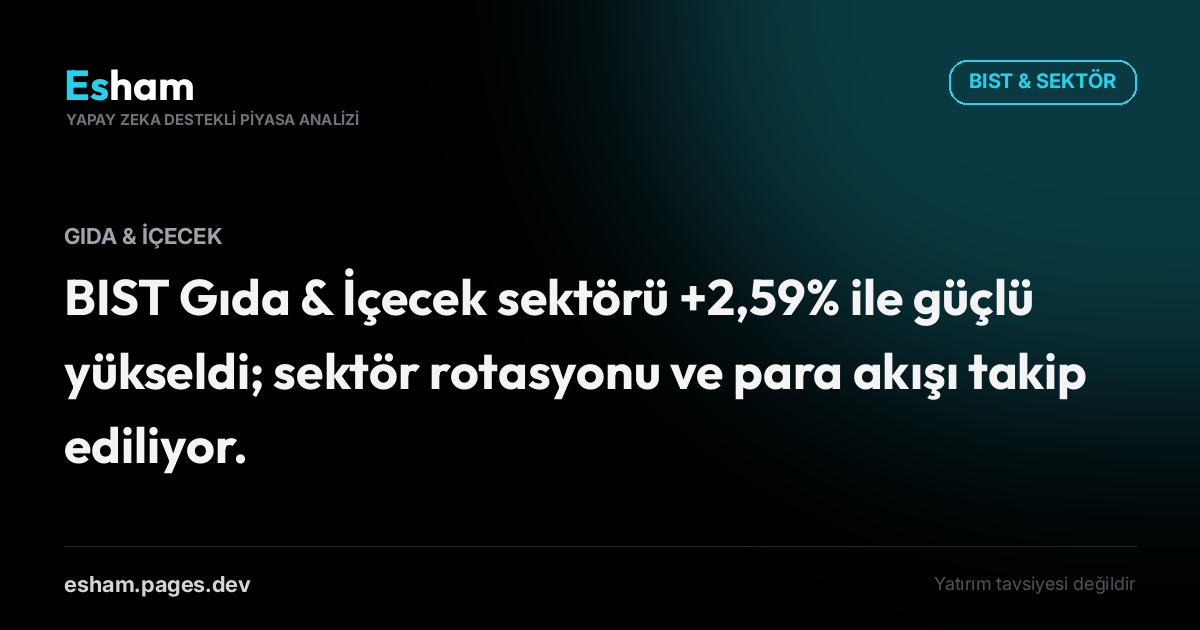 Esham
YAPAY ZEKA DESTEKLİ PİYASA ANALİZİ
BIST & SEKTÖR
GIDA & İÇECEK
BIST Gıda & İçecek sektörü +2,59% ile güçlü
yükseldi; sektör rotasyonu ve para akışı takip
ediliyor.
esham.pages.dev
Yatırım tavsiyesi değildir